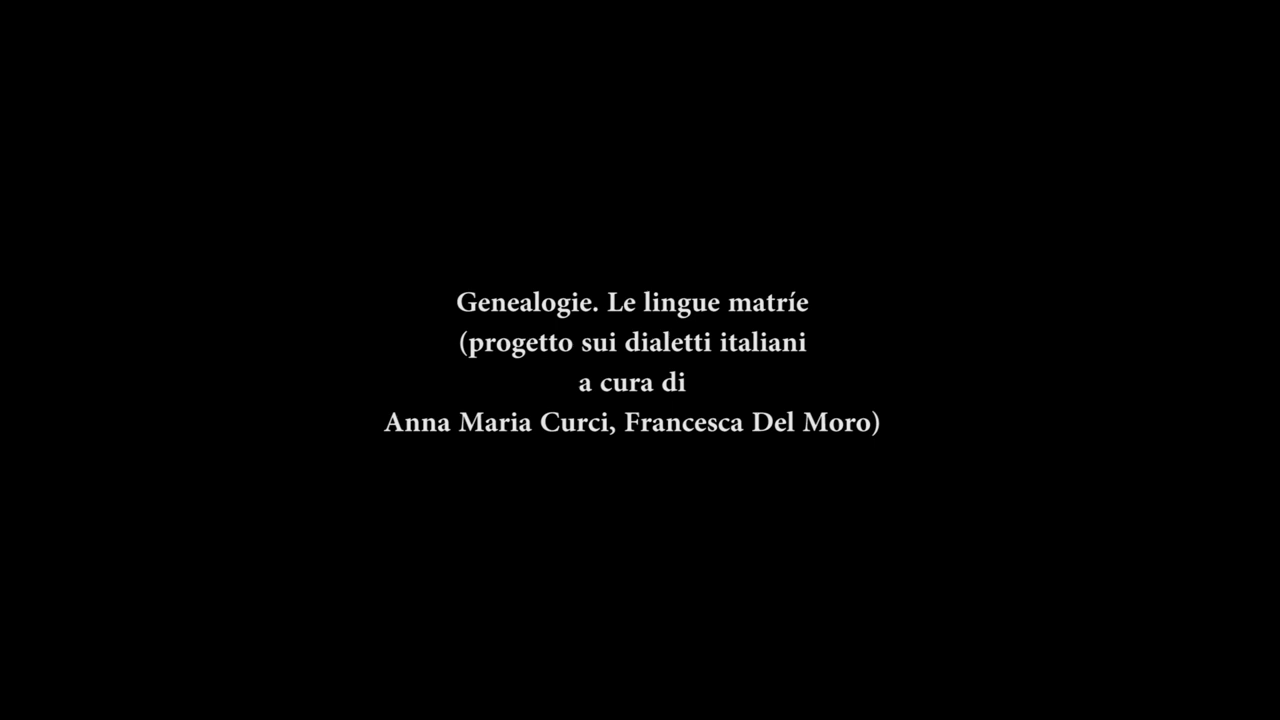 Genealogie. Le lingue matríe
(progetto sui dialetti italiani
a cura di
Anna Maria Curci, Francesca Del Moro)